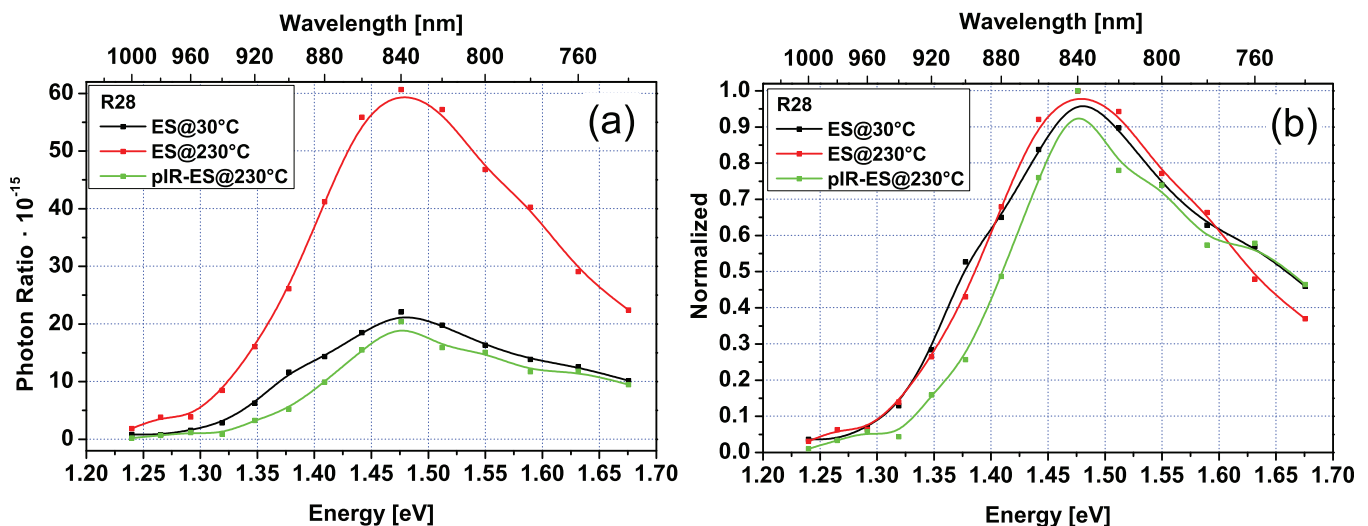 Wavelength [nm]
1000 960 920 880 840 800 760
60
50
40
30
20
10
0
Photon Ratio · 10⁻¹⁵
R28
ES@30°C
ES@230°C
pIR-ES@230°C
(a)
1.20 1.25 1.30 1.35 1.40 1.45 1.50 1.55 1.60 1.65 1.70
Energy [eV]
Wavelength [nm]
1000 960 920 880 840 800 760
1.0
0.9
0.8
0.7
0.6
0.5
0.4
0.3
0.2
0.1
0.0
Normalized
R28
ES@30°C
ES@230°C
pIR-ES@230°C
(b)
1.20 1.25 1.30 1.35 1.40 1.45 1.50 1.55 1.60 1.65 1.70
Energy [eV]